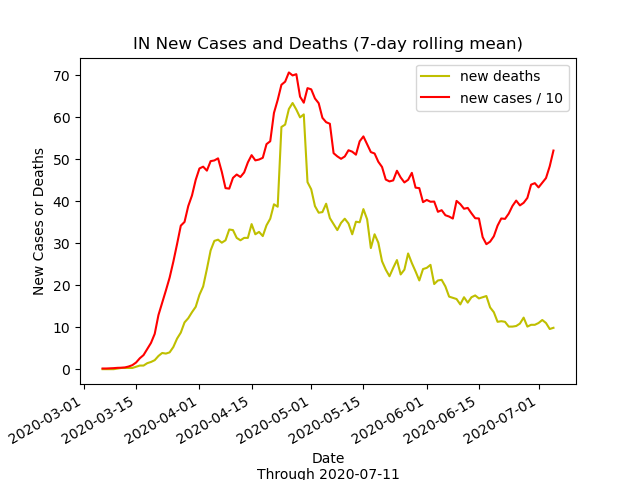 IN New Cases and Deaths (7-day rolling mean)
new deaths
new cases / 10
New Cases or Deaths
70
60
50
40
30
20
10
0
2020-03-01
2020-03-15
2020-04-01
2020-04-15
2020-05-01
2020-05-15
2020-06-01
2020-06-15
2020-07-01
Date
Through 2020-07-11